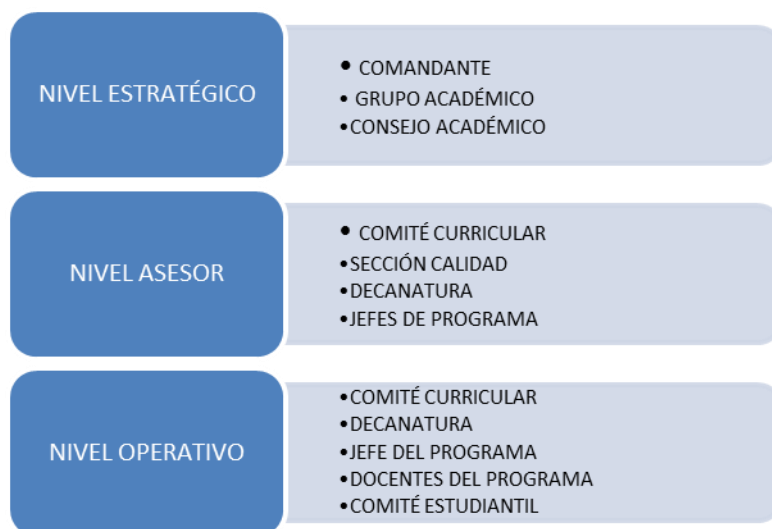 NIVEL ESTRATÉGICO
• COMANDANTE
• GRUPO ACADÉMICO
•CONSEJO ACADÉMICO
NIVEL ASESOR
• COMITÉ CURRICULAR
•SECCIÓN CALIDAD
•DECANATURA
•JEFES DE PROGRAMA
NIVEL OPERATIVO
•COMITÉ CURRICULAR
•DECANATURA
•JEFE DEL PROGRAMA
•DOCENTES DEL PROGRAMA
•COMITÉ ESTUDIANTIL